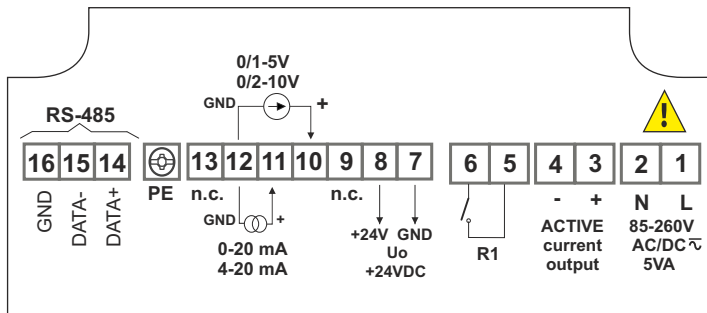 0/1-5V
0/2-10V
GND +
RS-485
16 15 14 13 12 11 10 9 8 7 6 5 4 3 2 1
GND
DATA-
DATA+
PE
n.c.
n.c.
GND +
0-20 mA
4-20 mA
+24V GND
Uo
+24VDC
R1
- +
ACTIVE
current
output
N L
85-260V
AC/DC
5VA
!